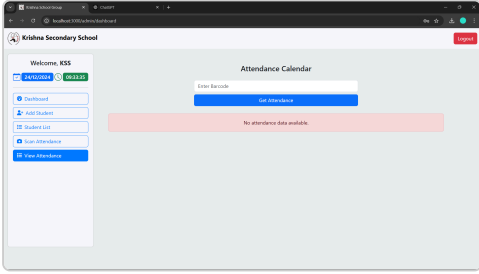 Krishna School Group
ChatGPT
localhost:3000/admin/dashboard
Krishna Secondary School
Logout
Welcome, KSS
24/12/2024 09:33:35
Dashboard
Add Student
Student List
Scan Attendance
View Attendance
Attendance Calendar
Enter Barcode
Get Attendance
No attendance data available.